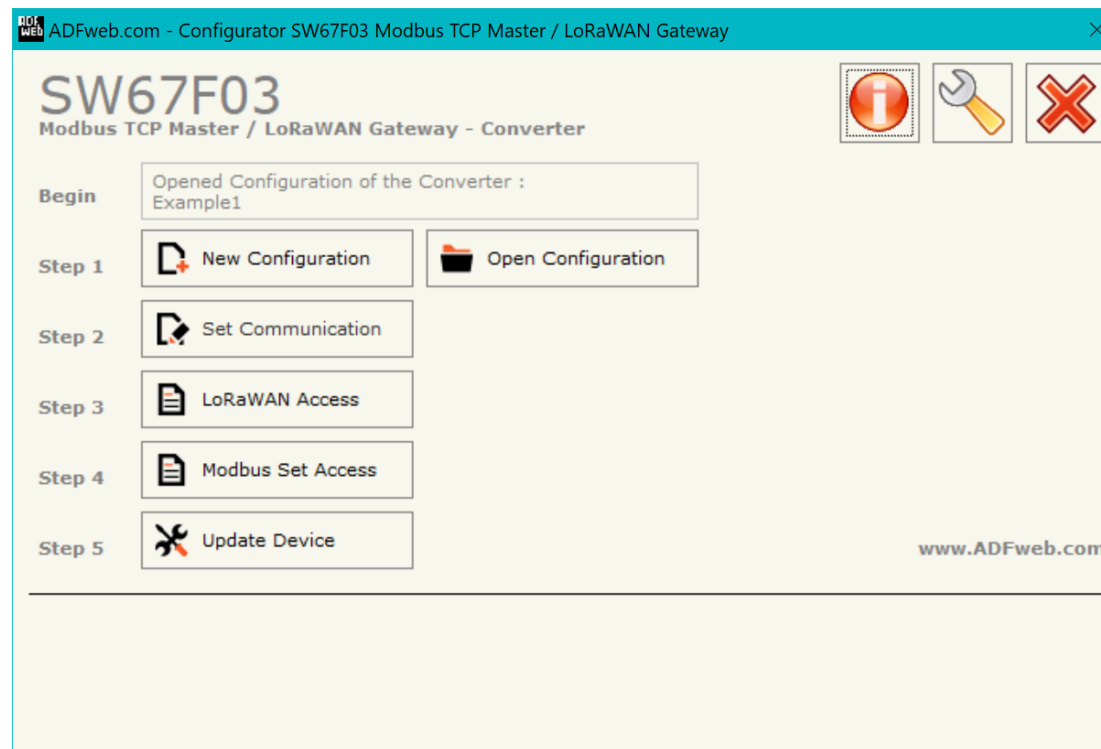 ADF
WEB
ADFweb.com - Configurator SW67F03 Modbus TCP Master / LoRaWAN Gateway
SW67F03
Modbus TCP Master / LoRaWAN Gateway - Converter
Begin
Opened Configuration of the Converter :
Example1
Step 1
New Configuration
Open Configuration
Step 2
Set Communication
Step 3
LoRaWAN Access
Step 4
Modbus Set Access
Step 5
Update Device
www.ADFweb.com